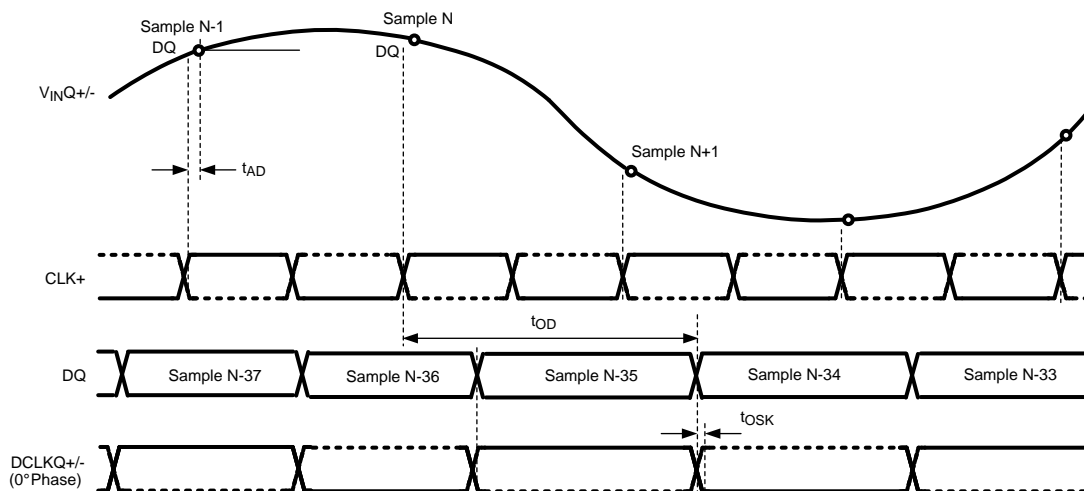 Sample N-1
DQ
Sample N
DQ
VINQ+/-
Sample N+1
tAD
CLK+
tOD
DQ
Sample N-37
Sample N-36
Sample N-35
Sample N-34
Sample N-33
tOSK
DCLKQ+/-
(0°Phase)